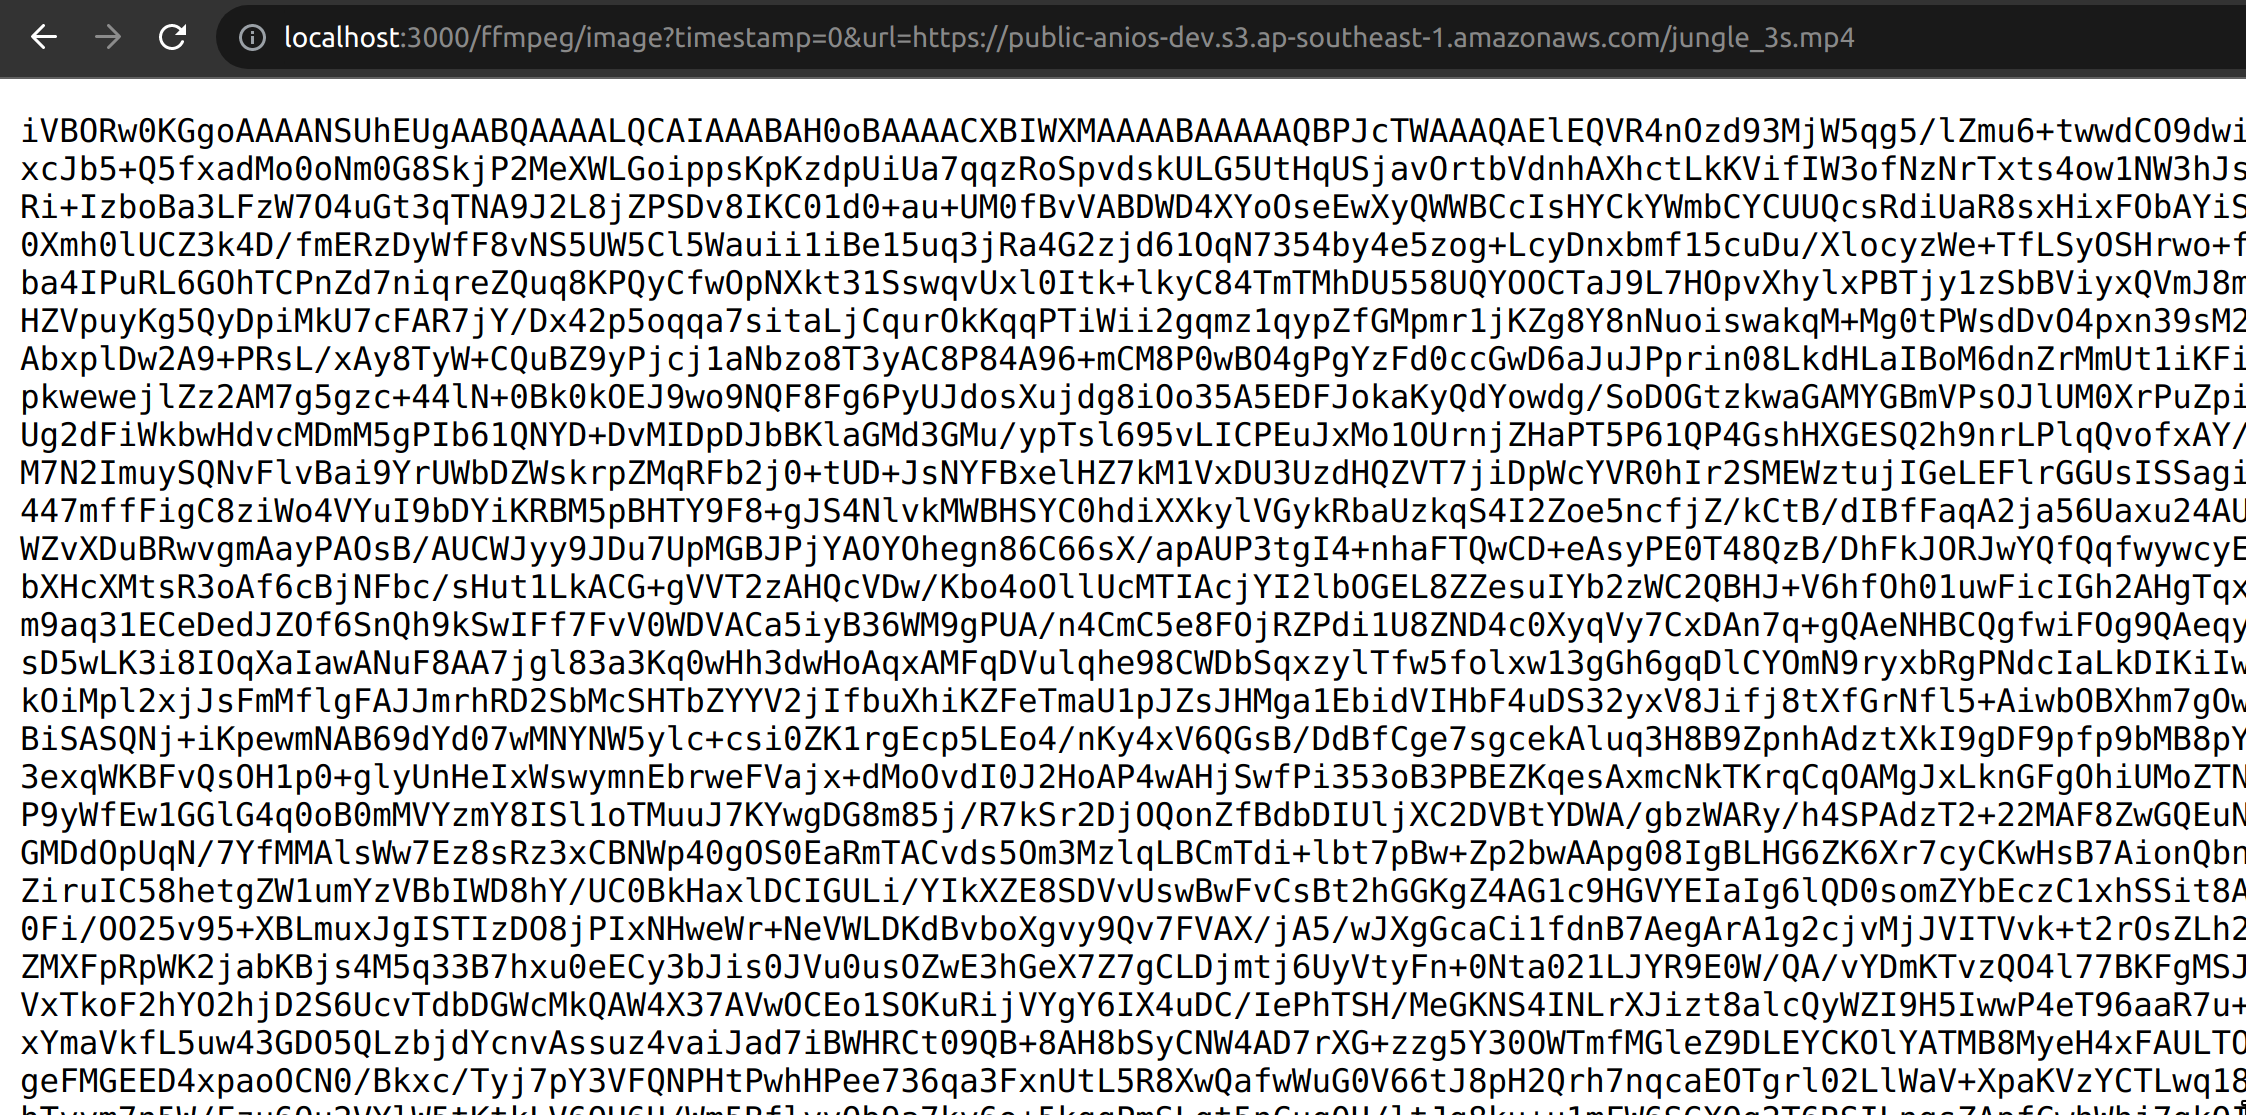 localhost:3000/ffmpeg/image?timestamp=0&url=https://public-anios-dev.s3.ap-southeast-1.amazonaws.com/jungle_3s.mp4
iVBORw0KGgoAAAANSUhEUgAABQAAAALQCAIAAABAH0oBAAAACXBIWXMAAAABAAAAAQBPJcTWAAAQAElEQVR4nOzd93MjW5qg5/lZmu6+twwdCO9dwi
xcJb5+Q5fxadMo0oNm0G8SkjP2MeXWLGoippsKpKzdpUiUa7qqzRoSpvdskULG5UtHqUSjavOrtbVdnhAXhctLkKVifIW3ofNzNrTxts4ow1NW3hJs
Ri+IzboBa3LFzW7O4uGt3qTNA9J2L8jZPSDv8IKC01d0+au+UM0fBvVABDWD4XYoOseEwXyQWWBCcIsHYCkYWmbCYCUUQcsRdiUaR8sxHixFObAYiS
0Xmh0lUCZ3k4D/fmERzDyWfF8vNS5UW5Cl5Wauii1iBe15uq3jRa4G2zjd61OqN7354by4e5zog+LcyDnxbmf15cuDu/XlocyzWe+TfLSyOSHrwo+f
ba4IPuRL6GOhTCPnZd7niqreZQuq8KPQyCfwOpNXkt31SswqvUxl0Itk+lkyC84TmTMhDU558UQYOOCTaJ9L7HOpvXhylxPBTjy1zSbBViyxQVmJ8m
HZVpuyKg5QyDpiMkU7cFAR7jY/Dx42p5oqqa7sitaLjCqurOkKqqPTiWii2gqmz1qypZfGMpmr1jKZg8Y8nNuoiswakqM+Mg0tPWsdDvO4pxn39sM2
AbxplDw2A9+PRsL/xAy8TyW+CQuBZ9yPjcj1aNbzo8T3yAC8P84A96+mCM8P0wBO4gPgYzFd0ccGwD6aJuJPprin08LkdHLaIBoM6dnZrMmUt1iKFi
pkwewejlZz2AM7g5gzc+44lN+0Bk0kOEJ9wo9NQF8Fg6PyUJdosXujdg8iOo35A5EDFJokaKyQdYowdg/SoDOGtzkwaGAMYGBmVPsOJlUM0XrPuZpi
Ug2dFiWkbwHdvcMDmM5gPIb61QNYD+DvMIDpDJbBKlaGMd3GMu/ypTsl695vLICPEuJxMo1OUrnjZHaPT5P61QP4GshHXGESQ2h9nrLPlqQvofxAY/
M7N2ImuySQNvFlvBai9YrUWbDZWskrpZMqRFb2j0+tUD+JsNYFBxelHZ7kM1VxDU3UzdHQZVT7jiDpWcYVR0hIr2SMEWztujIGeLEFlrGGUsISSagi
447mffFigC8ziWo4VYuI9bDYiKRBM5pBHTY9F8+gJS4NlvkMWBHSYC0hdiXXkylVGykRbaUzkqS4I2Zoe5ncfjZ/kCtB/dIBfFaqA2ja56Uaxu24AU
WZvXDuBRwvgmAayPAOsB/AUCWJyy9JDu7UpMGBJPjYAOYOhegn86C66sX/apAUP3tgI4+nhaFTQwCD+eAsyPE0T48QzB/DhFkJORJwYQfQqfwywcyE
bXHcXMtsR3oAf6cBjNFbc/sHut1LkACG+gVVT2zAHQcVDw/Kbo4oOllUcMTIAcjYI2lbOGEL8ZZesuIYb2zWC2QBHJ+V6hfOh01uwFicIGh2AHgTqx
m9aq31ECeDedJZOf6SnQh9kSwIFf7FvV0WDVACa5iyB36WM9gPUA/n4CmC5e8FOjRZPdi1U8ZND4c0XyqVy7CxDAn7q+gQAeNHBCQgfwiFOg9QAeqy
sD5wLK3i8IOqXaIawANuF8AA7jgl83a3Kq0wHh3dwHoAqxAMFqDVulqhe98CWDbSqxzylTfw5folxw13gGh6gqDlCYOmN9ryxbRgPNdcIaLkDIKiIw
kOiMpl2xjJsFmMflgFAJJmrhRD2SbMcSHTbZYYV2jIfbuXhiKZFeTmaU1pJZsJHMga1EbidVIHbF4uDS32yxV8Jifj8tXfGrNfl5+AiwbOBXhm7gOw
BiSASQNj+iKpewmNAB69dYd07wMNYNW5ylc+csi0ZK1rgEcp5LEo4/nKy4xV6QGsB/DdBfCge7sgcekAluq3H8B9ZpnhAdztXkI9gDF9pfp9bMB8pY
3exqWKBFvQsOH1p0+glyUnHeIxWswymnEbrweFVajx+dMoOvdI0J2HoAP4wAHjSwfPi353oB3PBEZKqesAxmcNkTKrqCqOAMgJxLknGFgOhiUMoZTN
P9yWfEw1GGlG4q0oB0mMVYzmY8ISl1oTMuuJ7KYwgDG8m85j/R7kSr2DjOQonZfBdbDIUljXC2DVBtYDWA/gbzWARy/h4SPAdzT2+22MAF8ZwGQEuN
GMDdOpUqN/7YfMMAlsWw7Ez8sRz3xCBNWp40gOS0EaRmTACvds5Om3MzlqLBCmTdi+lbt7pBw+Zp2bwAApg08IgBLHG6ZK6Xr7cyCKwHsB7AionQbn
ZiruIC58hetgZW1umYzVBbIWD8hY/UC0BkHaxlDCIGULi/YIkXZE8SDVvUswBwFvCsBt2hGGKgZ4AG1c9HGVYEIaIg6lQD0somZYbEczC1xhSSit8A
0Fi/OO25v95+XBLmuxJgISTIzDO8jPIxNHweWr+NeVWLDKdBvboXgvy9Qv7FVAX/jA5/wJXgGcaCi1fdnB7AegArA1g2cjvMjJVITVvk+t2rOsZLh2
ZMXFpRpWK2jabKBjs4M5q33B7hxu0eECy3bJis0JVu0usOZwE3hGeX7Z7gCLDjmtj6UyVtyFn+0Nta021LJYR9E0W/QA/vYDmKTvzQO4l77BKFgMSJ
VxTkoF2hYO2hjD2S6UcvTdbDGWcMkQAW4X37AVwOCEo1SOKuRijVYgY6IX4uDC/IePhTSH/MeGKNS4INLrXJizt8alcQyWZI9H5IwwP4eT96aaR7u+
xYmaVkfL5uw43GDO5QLzbjdYcnvAssuz4vaiJad7iBWHRCt09QB+8AH8bSyCNW4AD7rXG+zzg5Y30OWTmfMGleZ9DLEYCKOlYATMB8MyeH4xFAULTO
geFMGEED4xpaoOCN0/Bkxc/Tyj7pY3VFQNPHtPwhHPee736qa3FxnUtL5R8XwQafwWuG0V66tJ8pH2Qrh7nqcaEOTgrl02LlWaV+XpaKVzYCTLwq18